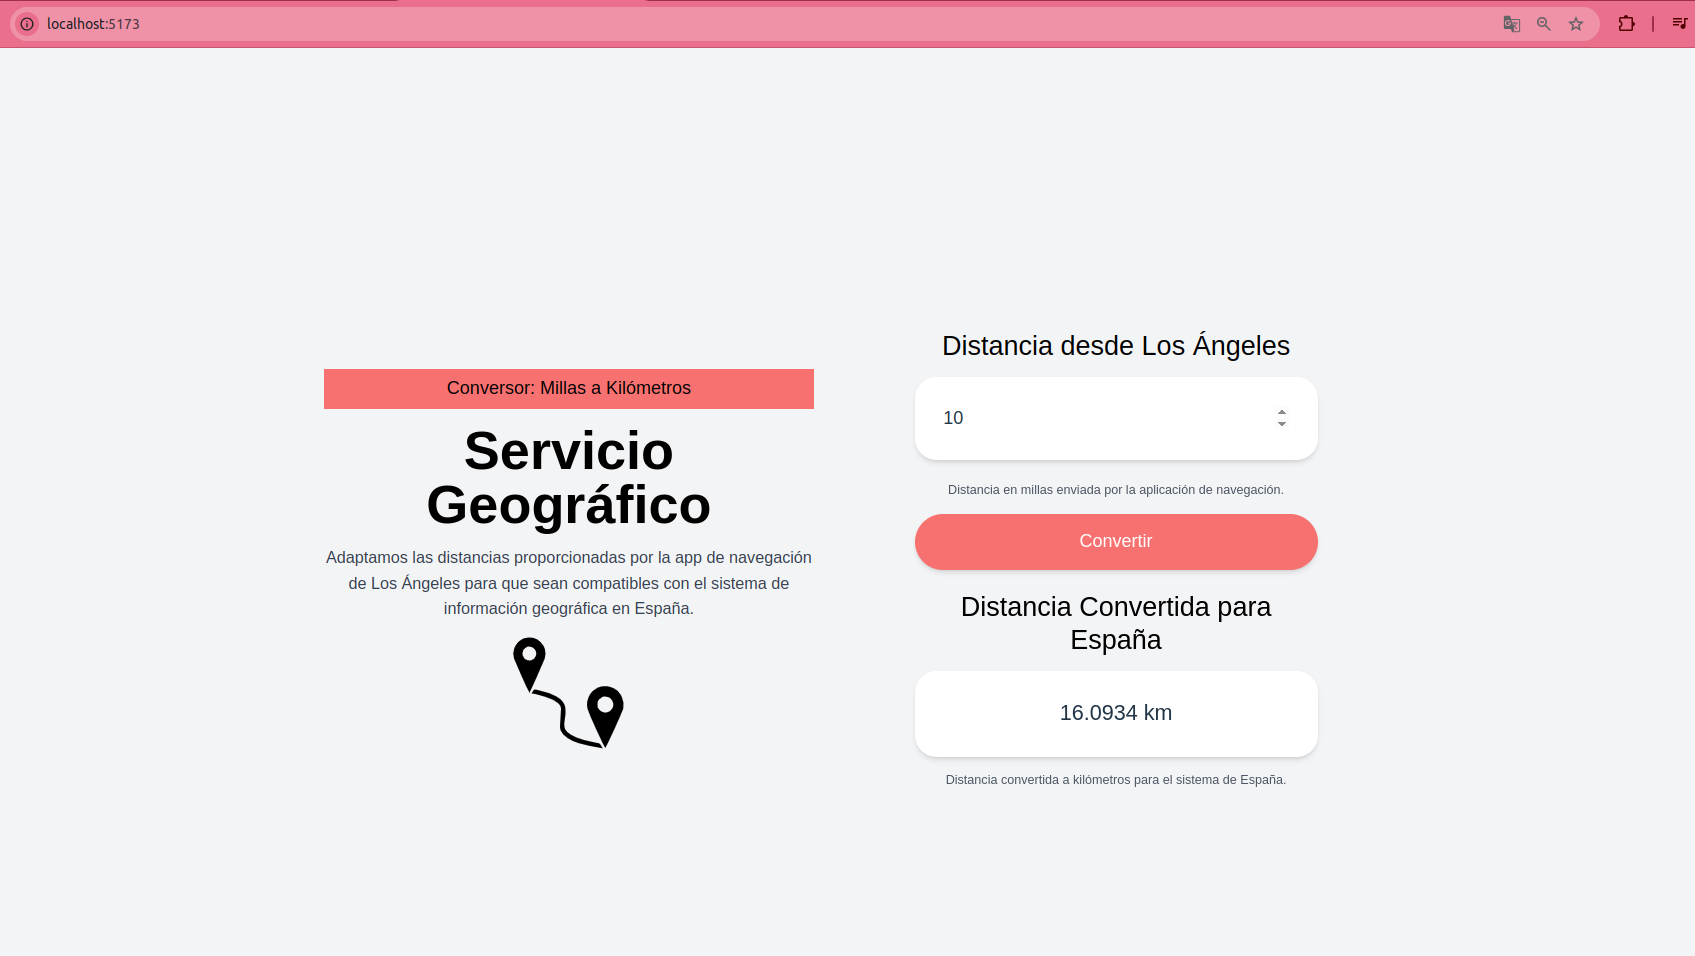 localhost:5173
Conversor: Millas a Kilómetros
Servicio
Geográfico
Adaptamos las distancias proporcionadas por la app de navegación
de Los Ángeles para que sean compatibles con el sistema de
información geográfica en España.
Distancia desde Los Ángeles
10
Distancia en millas enviada por la aplicación de navegación.
Convertir
Distancia Convertida para
España
16.0934 km
Distancia convertida a kilómetros para el sistema de España.